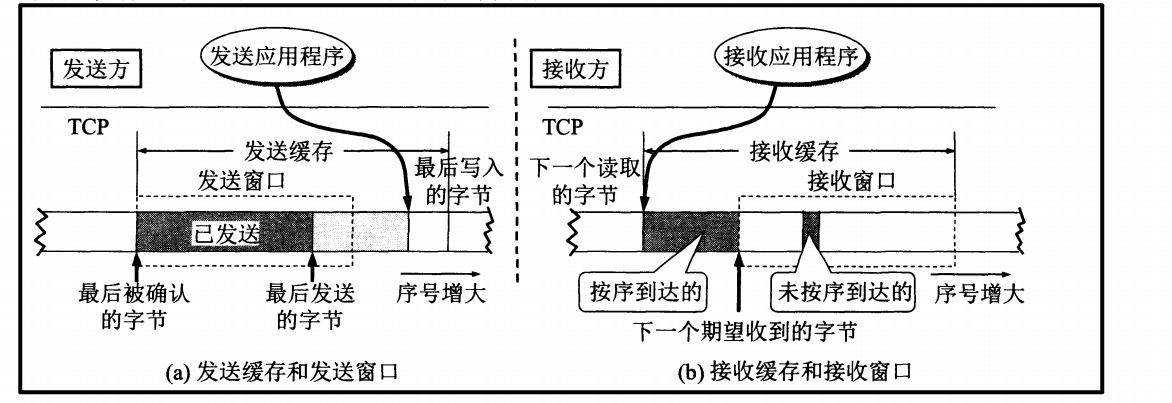 发送方
发送应用程序
TCP
发送缓存
最后写入
的字节
发送窗口
已发送
最后被确认
的字节
最后发送
的字节
序号增大
(a) 发送缓存和发送窗口
接收方
接收应用程序
TCP
下一个读取
的字节
接收缓存
接收窗口
按序到达的
未按序到达的
序号增大
下一个期望收到的字节
(b) 接收缓存和接收窗口